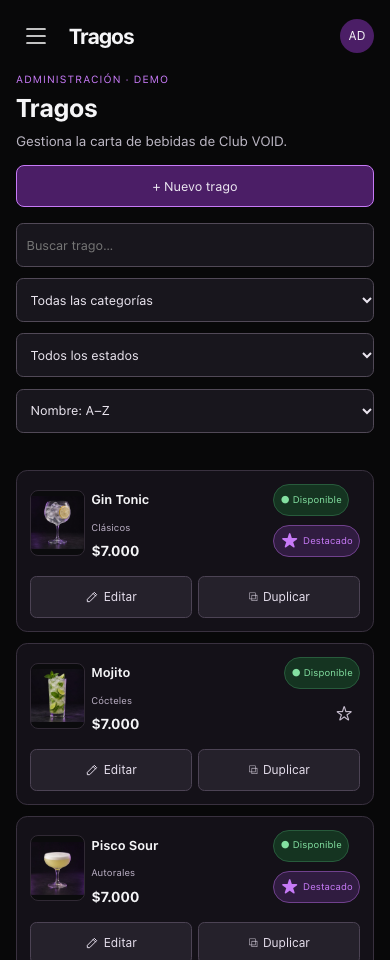 Tragos
AD
ADMINISTRACIÓN · DEMO
Tragos
Gestiona la carta de bebidas de Club VOID.
+ Nuevo trago
Buscar trago...
Todas las categorías
Todos los estados
Nombre: A–Z
Gin Tonic
Disponible
Clásicos
Destacado
$7.000
Editar
Duplicar
Mojito
Disponible
Cócteles
$7.000
Editar
Duplicar
Pisco Sour
Disponible
Autorales
Destacado
$7.000
Editar
Duplicar